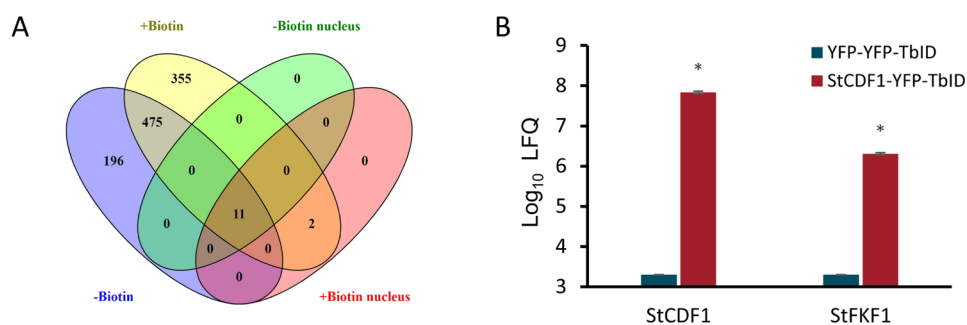 A
+Biotin
-Biotin nucleus
355
0
475
0
0
196
0
0
0
0
11
2
0
0
0
-Biotin
+Biotin nucleus
B
Log10 LFQ
9
8
7
6
5
4
3
*
*
YFP-YFP-TbID
StCDF1-YFP-TbID
StCDF1
StFKF1